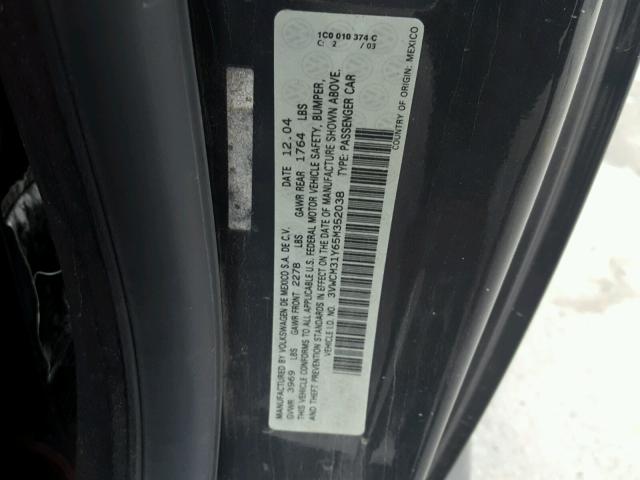 1C0 010 374 C
C: 2 / 03
MANUFACTURED BY VOLKSWAGEN DE MEXICO S.A. DE C.V. DATE 12.04
GVWR 3969 LBS GAWR FRONT 2278 LBS GAWR REAR 1764 LBS
THIS VEHICLE CONFORMS TO ALL APPLICABLE U.S. FEDERAL MOTOR VEHICLE SAFETY, BUMPER,
AND THEFT PREVENTION STANDARDS IN EFFECT ON THE DATE OF MANUFACTURE SHOWN ABOVE.
VEHICLE I.D. NO.: 3VWCM31Y65M352038 TYPE: PASSENGER CAR
COUNTRY OF ORIGIN: MEXICO